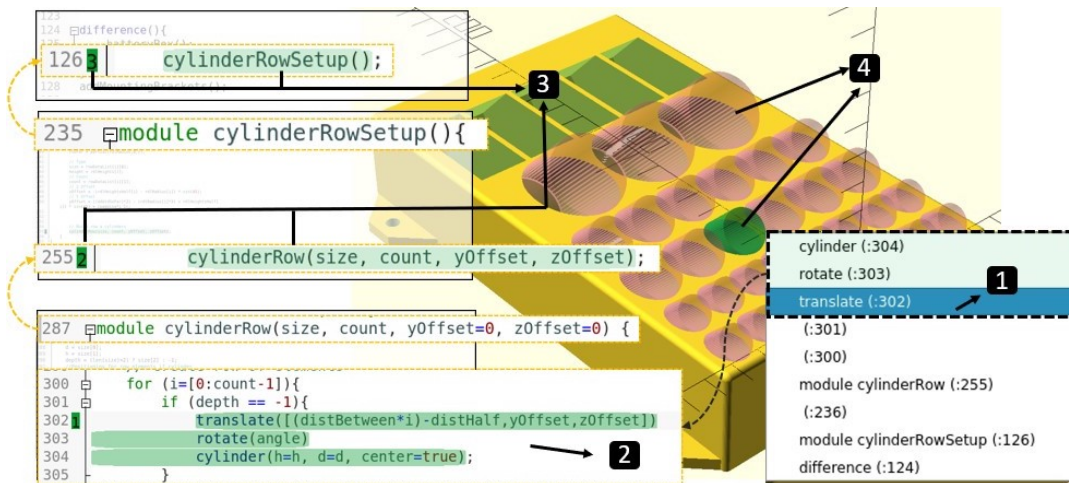 123
124 difference(){
126 3 cylinderRowSetup();
128
3
4
235 module cylinderRowSetup(){
255 2 cylinderRow(size, count, yOffset, zOffset);
287 module cylinderRow(size, count, yOffset=0, zOffset=0) {
300 for (i=[0:count-1]){
301 if (depth == -1){
302 1 translate([(distBetween*i)-distHalf,yOffset,zOffset])
303 rotate(angle)
304 cylinder(h=h, d=d, center=true);
305 }
2
cylinder (:304)
rotate (:303)
1
translate (:302)
(:301)
(:300)
module cylinderRow (:255)
(:236)
module cylinderRowSetup (:126)
difference (:124)